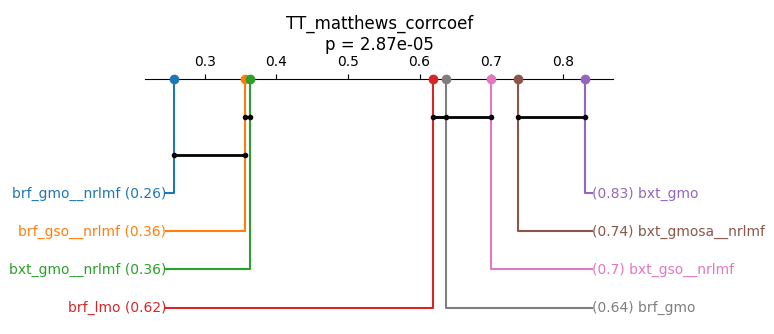 TT_matthews_corrcoef
p = 2.87e-05
0.3 0.4 0.5 0.6 0.7 0.8
brf_gmo__nrlmf (0.26)
(0.83) bxt_gmo
brf_gso__nrlmf (0.36)
(0.74) bxt_gmosa__nrlmf
bxt_gmo__nrlmf (0.36)
(0.7) bxt_gso__nrlmf
brf_lmo (0.62)
(0.64) brf_gmo